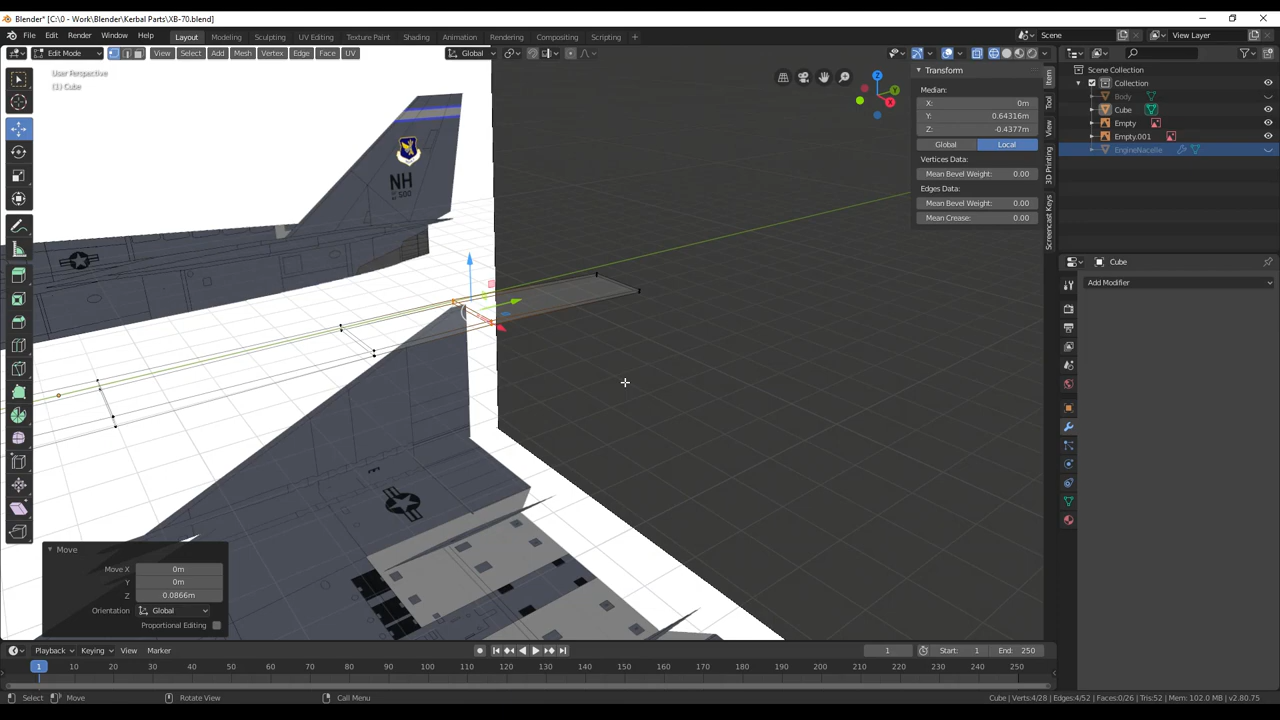 Blender* [C:\0 - Work\Blender\Kerbal Parts\XB-70.blend]
File Edit Render Window Help Layout Modeling Sculpting UV Editing Texture Paint Shading Animation Rendering Compositing Scripting Scene View Layer
Edit Mode View Select Add Mesh Vertex Edge Face UV Global
User Perspective
(1) Cube
NH
500
Transform
Median:
X: 0m
Y: 0.64316m
Z: -0.4377m
Global Local
Vertices Data:
Mean Bevel Weight: 0.00
Edges Data:
Mean Bevel Weight: 0.00
Mean Crease: 0.00
Item
Tool
View
3D Printing
Screencast Keys
Scene Collection
Collection
Body
Cube
Empty
Empty.001
EngineNacelle
Cube
Add Modifier
Move
Move X 0m
Y 0m
Z 0.0866m
Orientation Global
Proportional Editing
Playback Keying View Marker 1 Start: 1 End: 250
1 10 20 30 40 50 60 70 80 90 100 110 120 130 140 150 160 170 180 190 200 210 220 230 240 250
Select Move Rotate View Call Menu Cube | Verts:4/28 | Edges:4/52 | Faces:0/26 | Tris:52 | Mem: 102.0 MB | v2.80.75